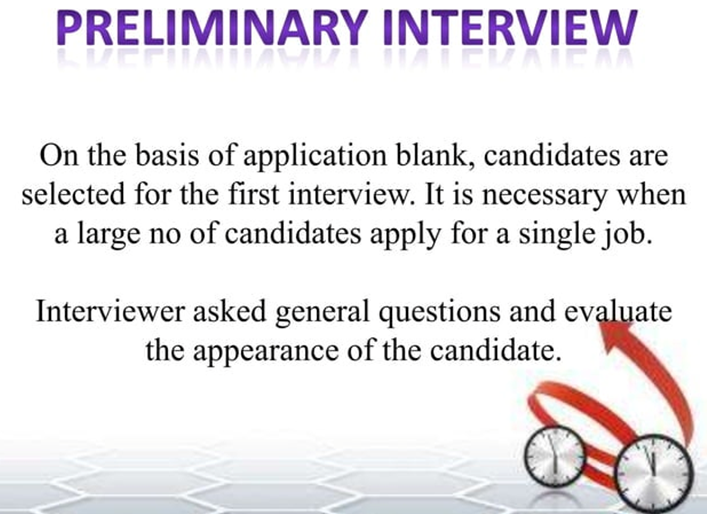 PRELIMINARY INTERVIEW
On the basis of application blank, candidates are
selected for the first interview. It is necessary when
a large no of candidates apply for a single job.
Interviewer asked general questions and evaluate
the appearance of the candidate.